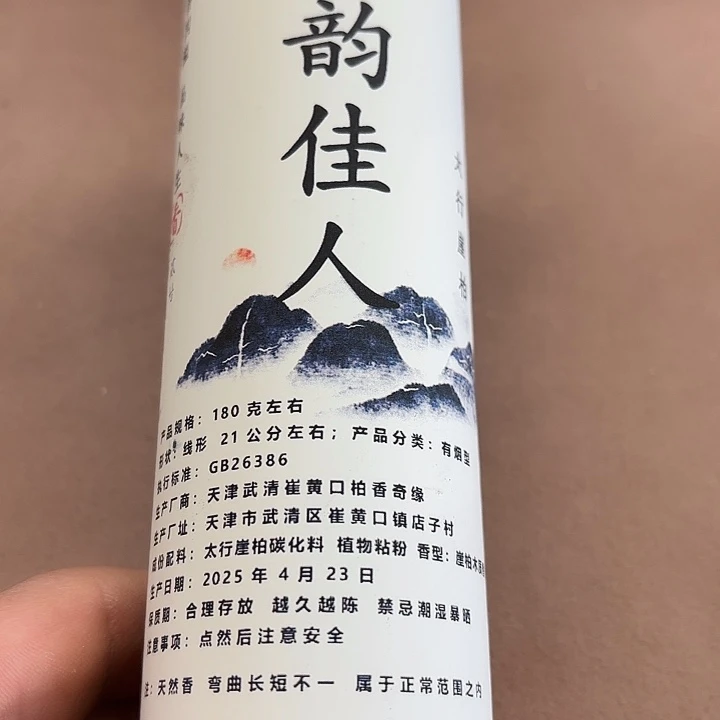 韵佳人
太行崖柏
产品规格：180 克左右
形状：线形 21 公分左右；产品分类：有烟型
执行标准：GB26386
生产厂商：天津武清崔黄口柏香奇缘
生产厂址：天津市武清区崔黄口镇店子村
成份配料：太行崖柏碳化料 植物粘粉 香型：崖柏木
生产日期：2025 年 4 月 23 日
保质期：合理存放 越久越陈 禁忌潮湿暴晒
注意事项：点然后注意安全
注：天然香 弯曲长短不一 属于正常范围之内